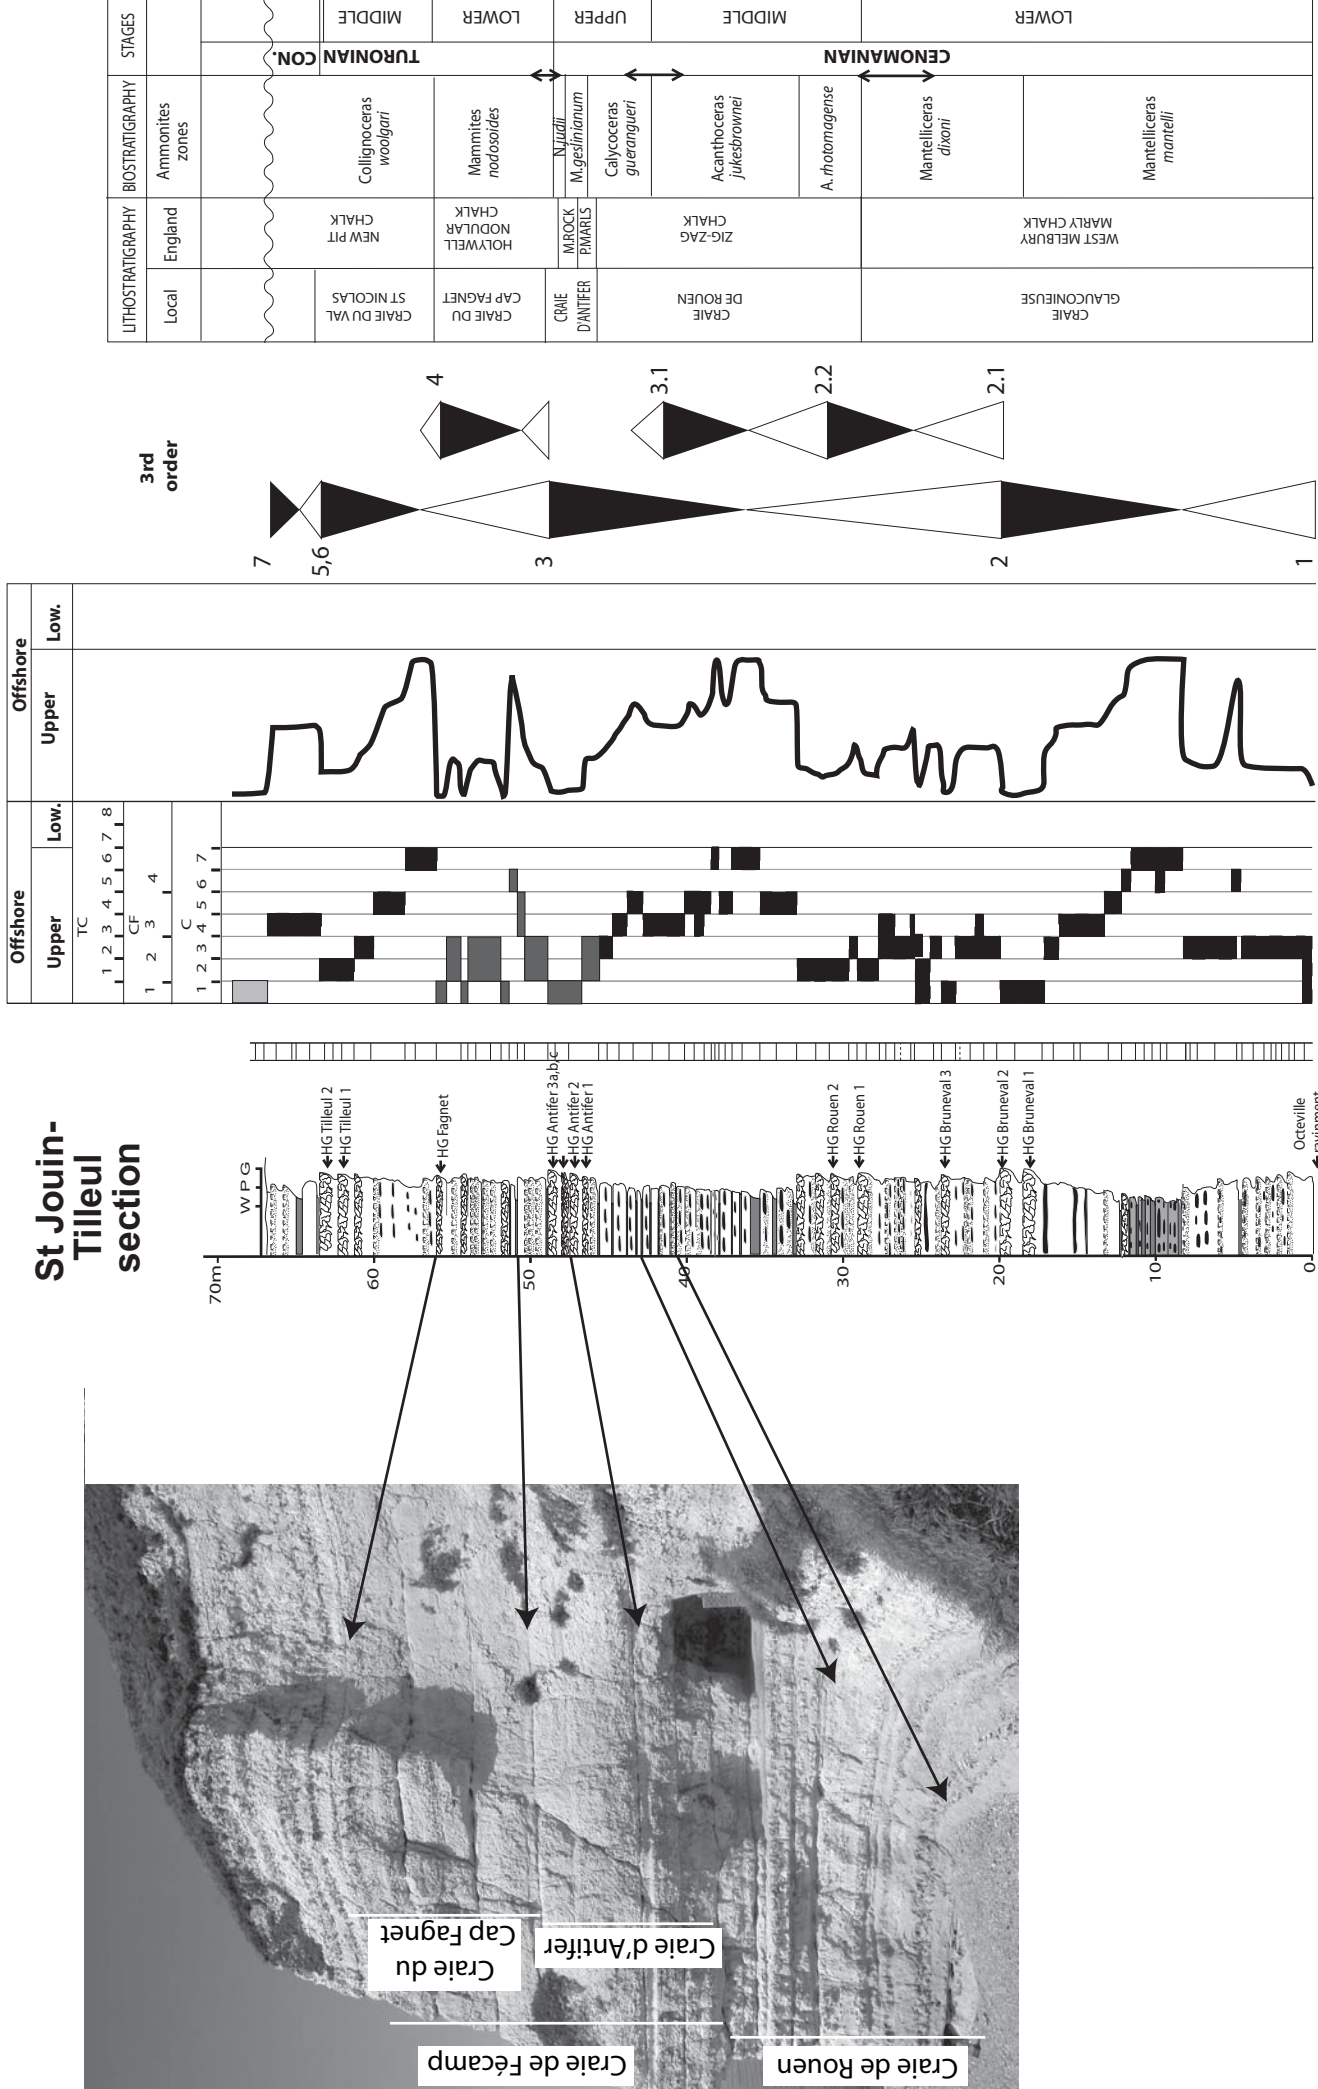 St Jouin-
Tilleul
section
Offshore
Upper
Low.
Offshore
Upper
Low.
3rd
order
LITHOSTRATIGRAPHY
BIOSTRATIGRAPHY
STAGES
Local
England
Ammonites
zones
TC
1 2 3 4 5 6 7 8
CF
1 2 3 4
C
1 2 3 4 5 6 7
W P G
70m
60
50
40
30
20
10
0
HG Tilleul 2
HG Tilleul 1
HG Fagnet
HG Antifer 3a,b,c
HG Antifer 2
HG Antifer 1
HG Rouen 2
HG Rouen 1
HG Bruneval 3
HG Bruneval 2
HG Bruneval 1
Octeville
ravinment
7
5,6
3
2
1
4
3.1
2.2
2.1
CRAIE DU VAL
ST NICOLAS
CRAIE DU
CAP FAGNET
CRAIE
D'ANTIFER
CRAIE
DE ROUEN
CRAIE
GLAUCONIEUSE
NEW PIT
CHALK
HOLYWELL
NODULAR
CHALK
M.ROCK
P.MARLS
ZIG-ZAG
CHALK
WEST MELBURY
MARLY CHALK
Collignoceras
woolgari
Mammites
nodosoides
N.judii
M.geslinianum
Calycoceras
guerangueri
Acanthoceras
jukesbrownei
A. rhotomagense
Mantelliceras
dixoni
Mantelliceras
mantelli
CON.
TURONIAN
CENOMANIAN
MIDDLE
LOWER
UPPER
MIDDLE
LOWER
Craie du
Cap Fagnet
Craie d'Antifer
Craie de Fécamp
Craie de Rouen